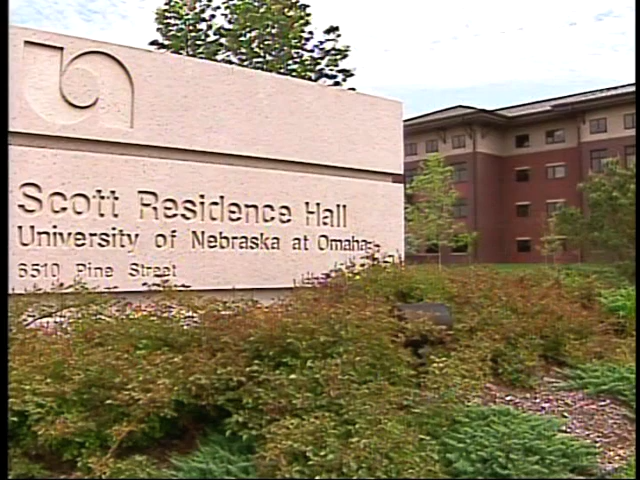 Scott Residence Hall
University of Nebraska at Omaha
6510 Pine Street